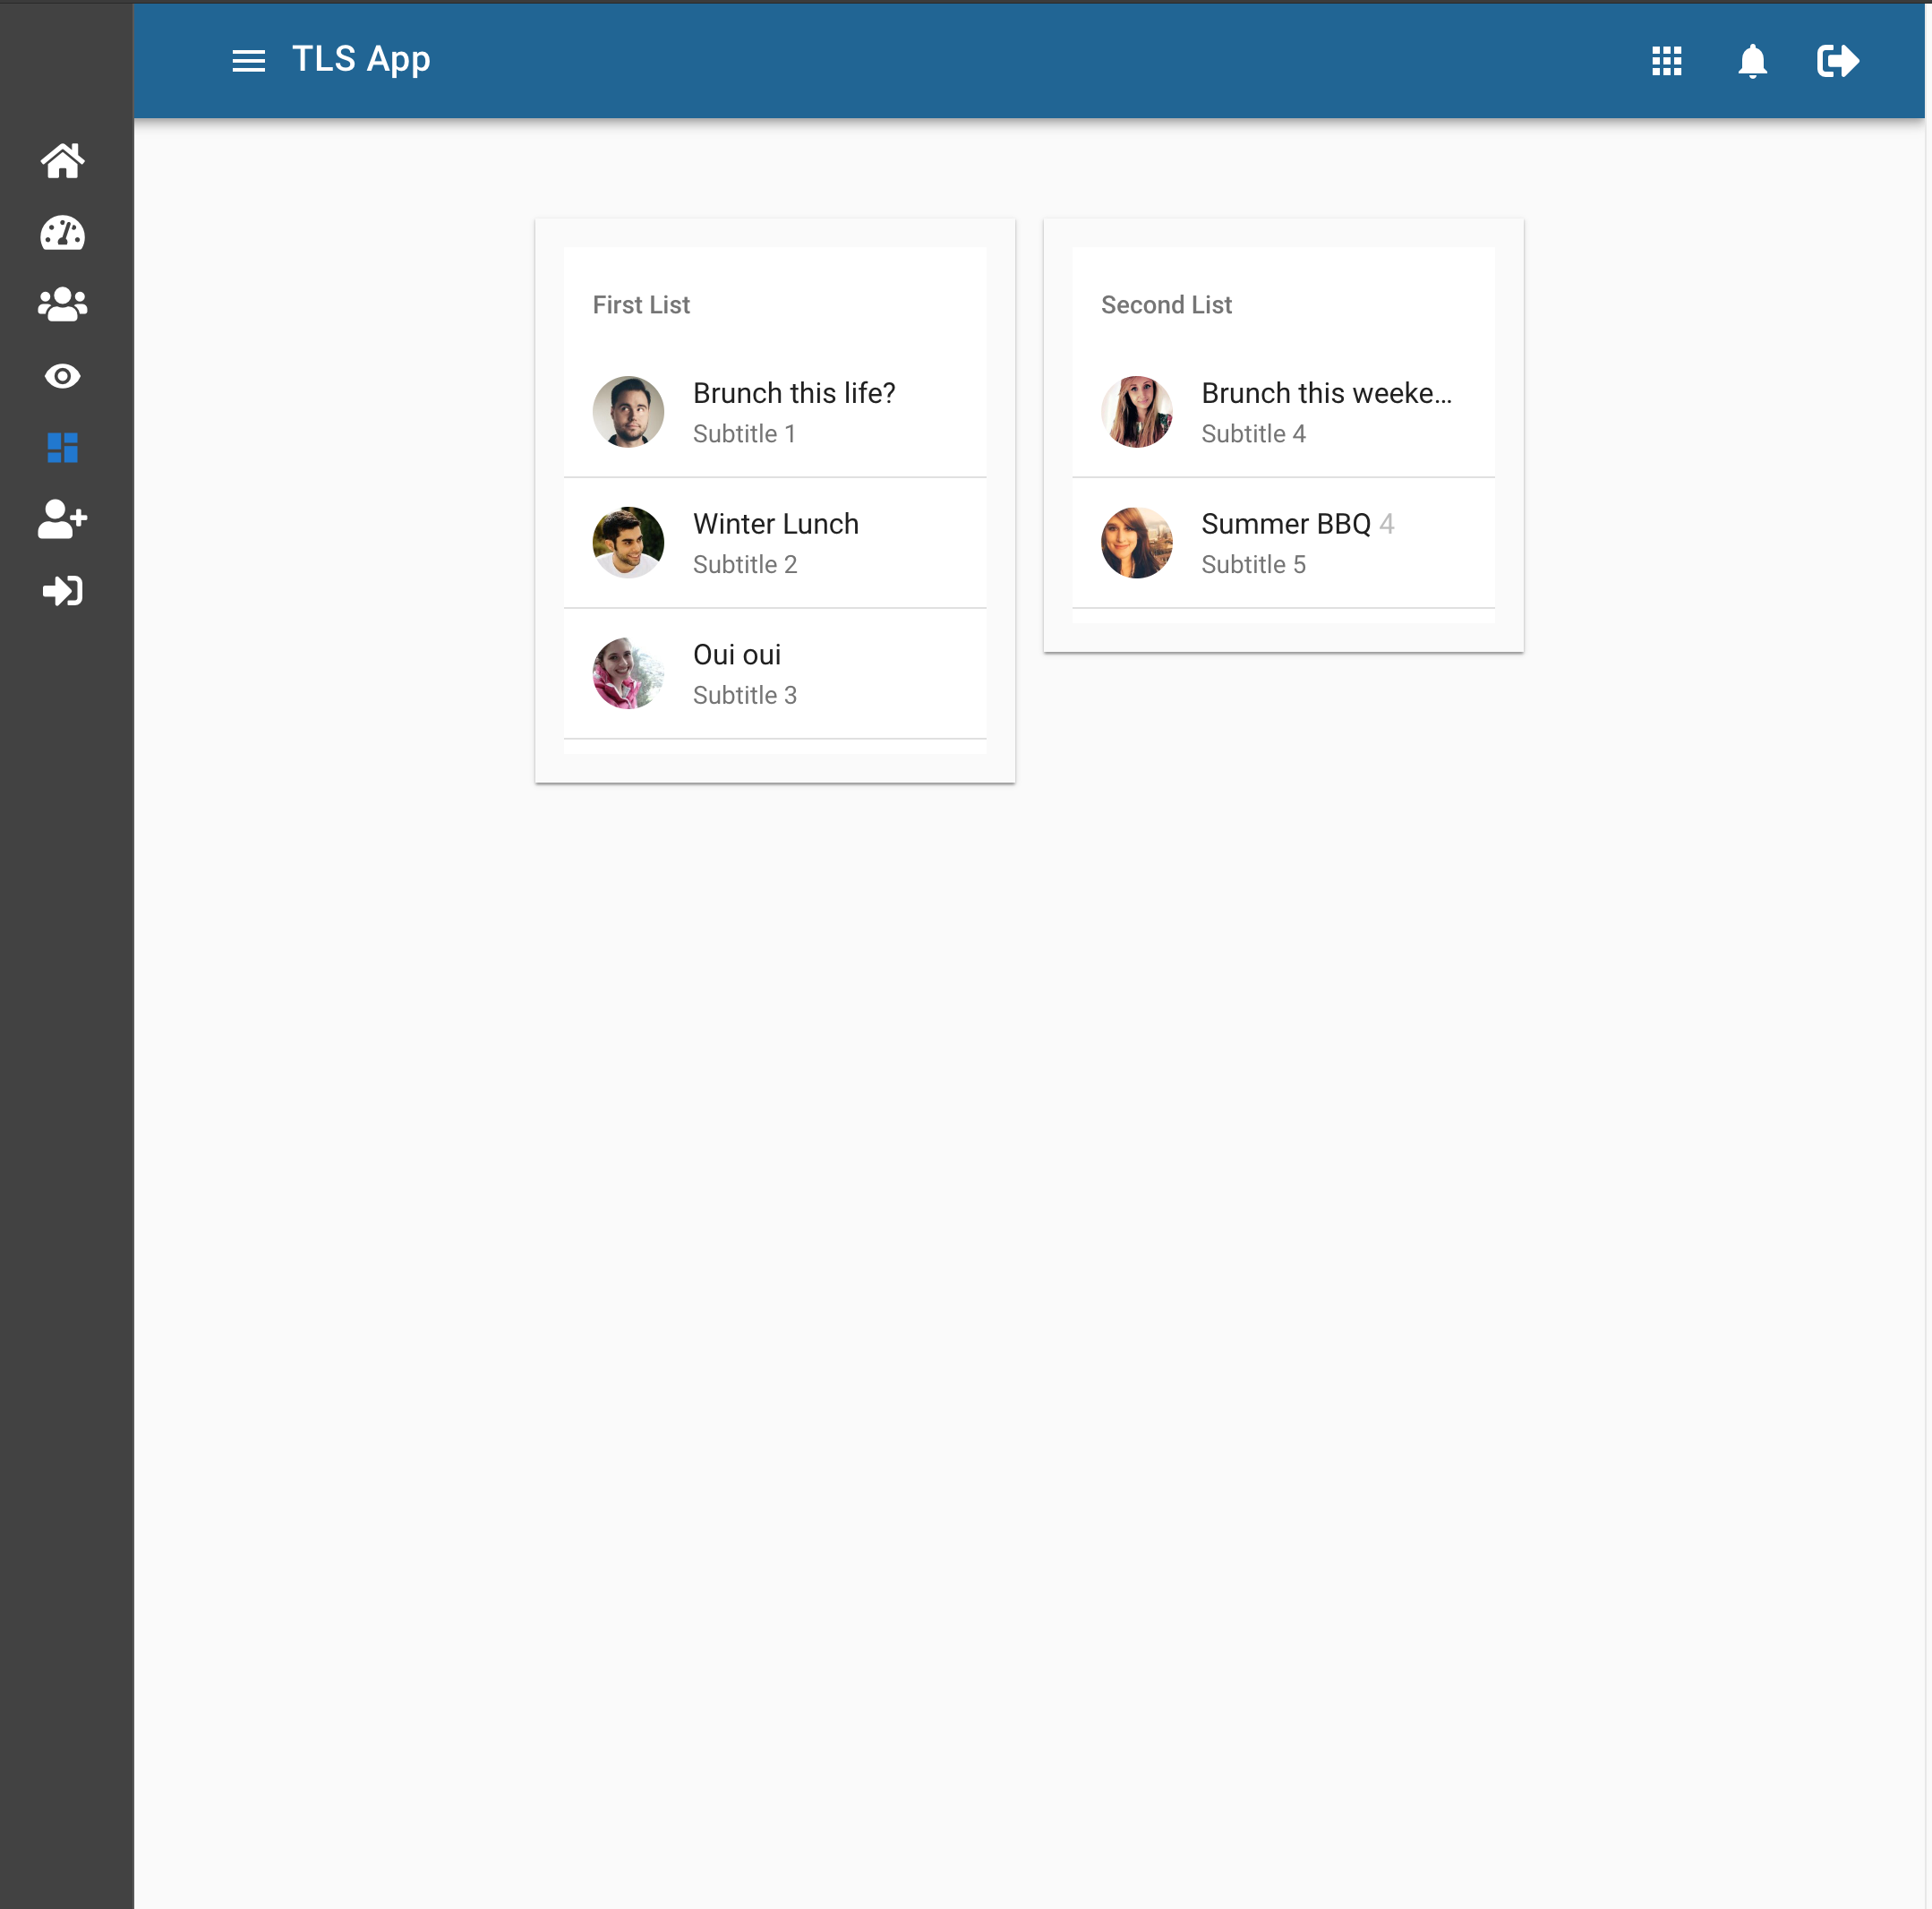 TLS App
First List
Brunch this life?
Subtitle 1
Winter Lunch
Subtitle 2
Oui oui
Subtitle 3
Second List
Brunch this weeke...
Subtitle 4
Summer BBQ 4
Subtitle 5